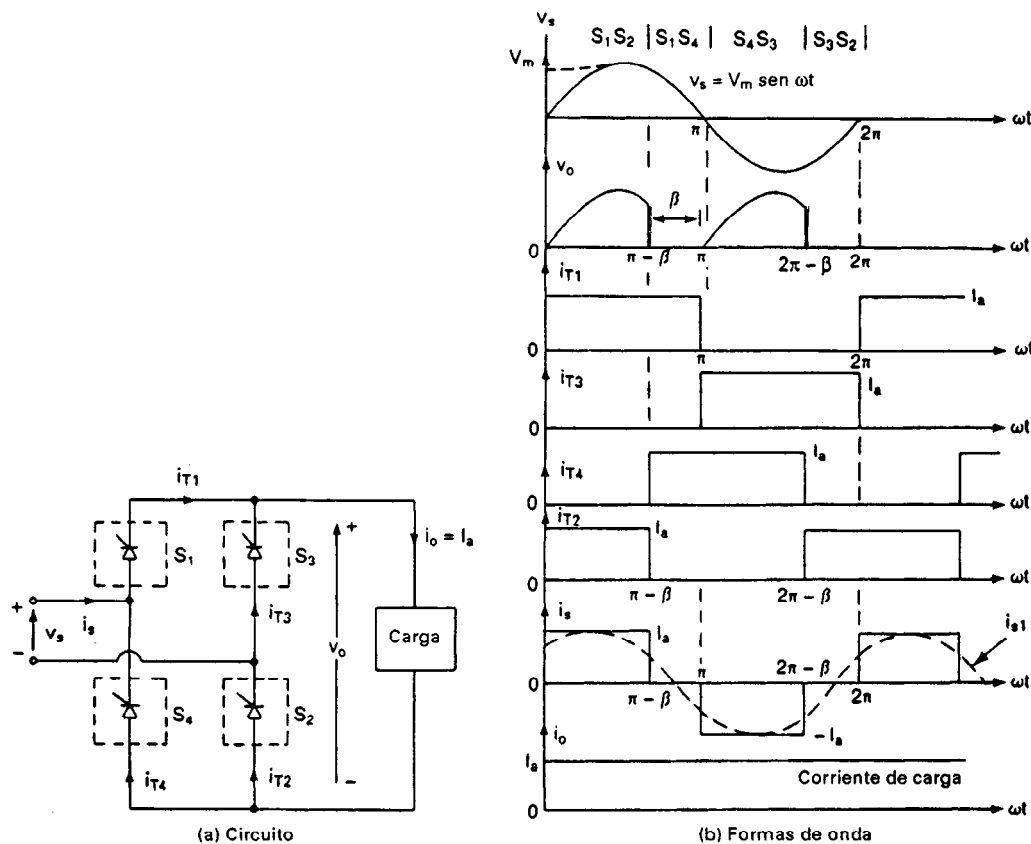 v_s
S₁S₂ | S₁S₄ | S₄S₃ | S₃S₂ |
V_m
v_s = V_m sen ωt
π
2π
ωt
v_o
β
0
π − β
π
2π − β
2π
ωt
i_T1
I_a
0
π
2π
ωt
i_T3
I_a
0
ωt
i_T4
I_a
0
ωt
i_T2
I_a
0
π − β
2π − β
ωt
i_s
I_a
i_s1
0
π − β
π
2π − β
2π
ωt
−I_a
i_o
I_a
Corriente de carga
0
ωt
(b) Formas de onda
i_T1
S₁
S₃
+
i_o = I_a
+
i_s
v_s
−
i_T3
v_o
Carga
S₄
S₂
i_T4
i_T2
−
(a) Circuito